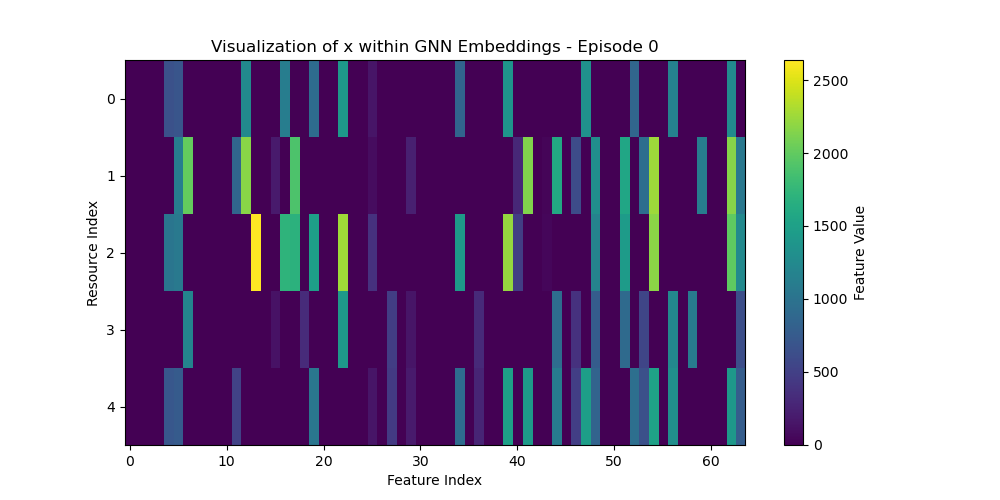 Visualization of x within GNN Embeddings - Episode 0
0
1
2
3
4
Resource Index
0 10 20 30 40 50 60
Feature Index
2500
2000
1500
1000
500
0
Feature Value